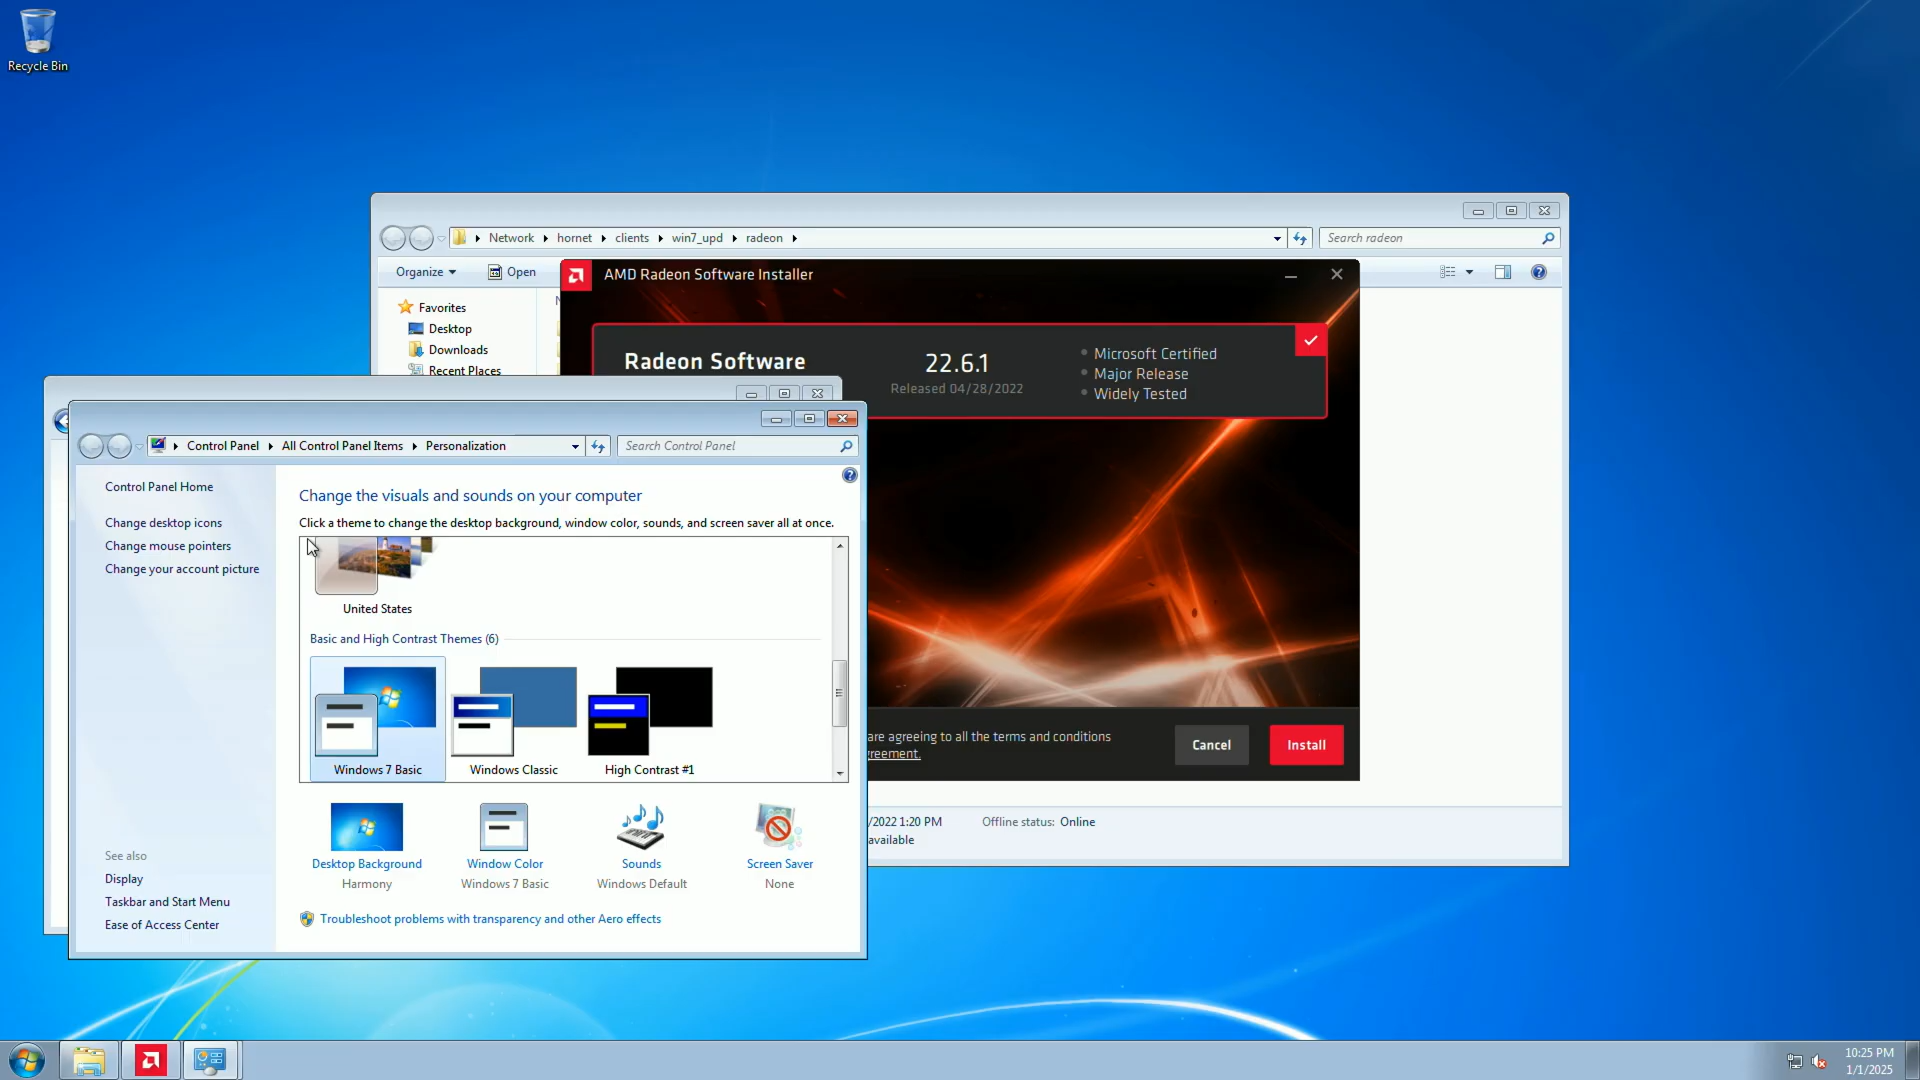 Recycle Bin
Network
hornet
clients
win7_upd
radeon
Search radeon
Organize
Open
Favorites
Desktop
Downloads
Recent Places
AMD Radeon Software Installer
Radeon Software
22.6.1
Released 04/28/2022
Microsoft Certified
Major Release
Widely Tested
are agreeing to all the terms and conditions
reement.
Cancel
Install
/2022 1:20 PM
Offline status: Online
available
Control Panel
All Control Panel Items
Personalization
Search Control Panel
Control Panel Home
Change desktop icons
Change mouse pointers
Change your account picture
See also
Display
Taskbar and Start Menu
Ease of Access Center
Change the visuals and sounds on your computer
Click a theme to change the desktop background, window color, sounds, and screen saver all at once.
United States
Basic and High Contrast Themes (6)
Windows 7 Basic
Windows Classic
High Contrast #1
Desktop Background
Harmony
Window Color
Windows 7 Basic
Sounds
Windows Default
Screen Saver
None
Troubleshoot problems with transparency and other Aero effects
10:25 PM
1/1/2025